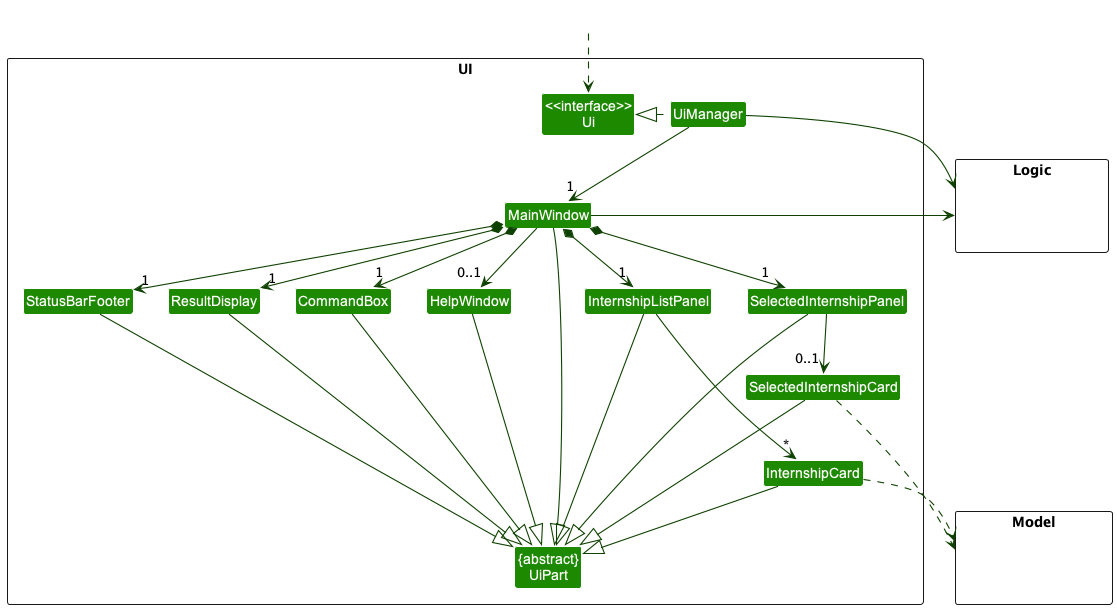 UI
<<interface>>
Ui
UiManager
Logic
1
MainWindow
1
1
1
0..1
1
1
StatusBarFooter
ResultDisplay
CommandBox
HelpWindow
InternshipListPanel
SelectedInternshipPanel
0..1
SelectedInternshipCard
*
InternshipCard
Model
{abstract}
UiPart